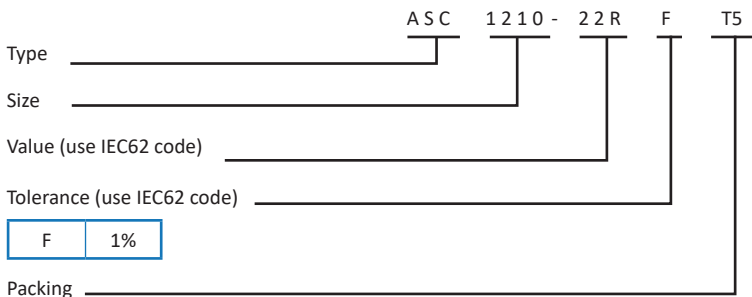 ASC 1210- 22R F T5
Type
Size
Value (use IEC62 code)
Tolerance (use IEC62 code)
F 1%
Packing